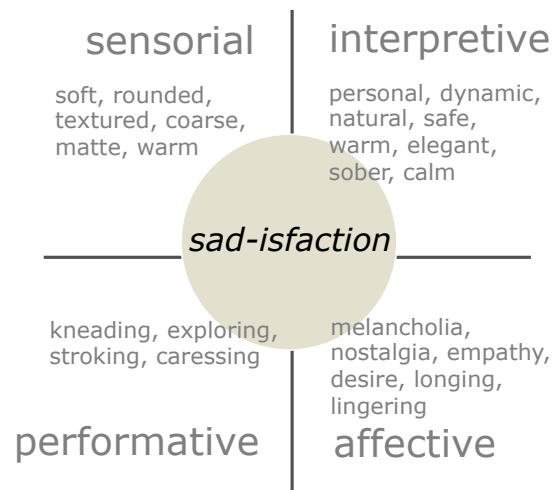 sensorial
soft, rounded,
textured, coarse,
matte, warm
interpretive
personal, dynamic,
natural, safe,
warm, elegant,
sober, calm
sad-isfaction
kneading, exploring,
stroking, caressing
performative
melancholia,
nostalgia, empathy,
desire, longing,
lingering
affective